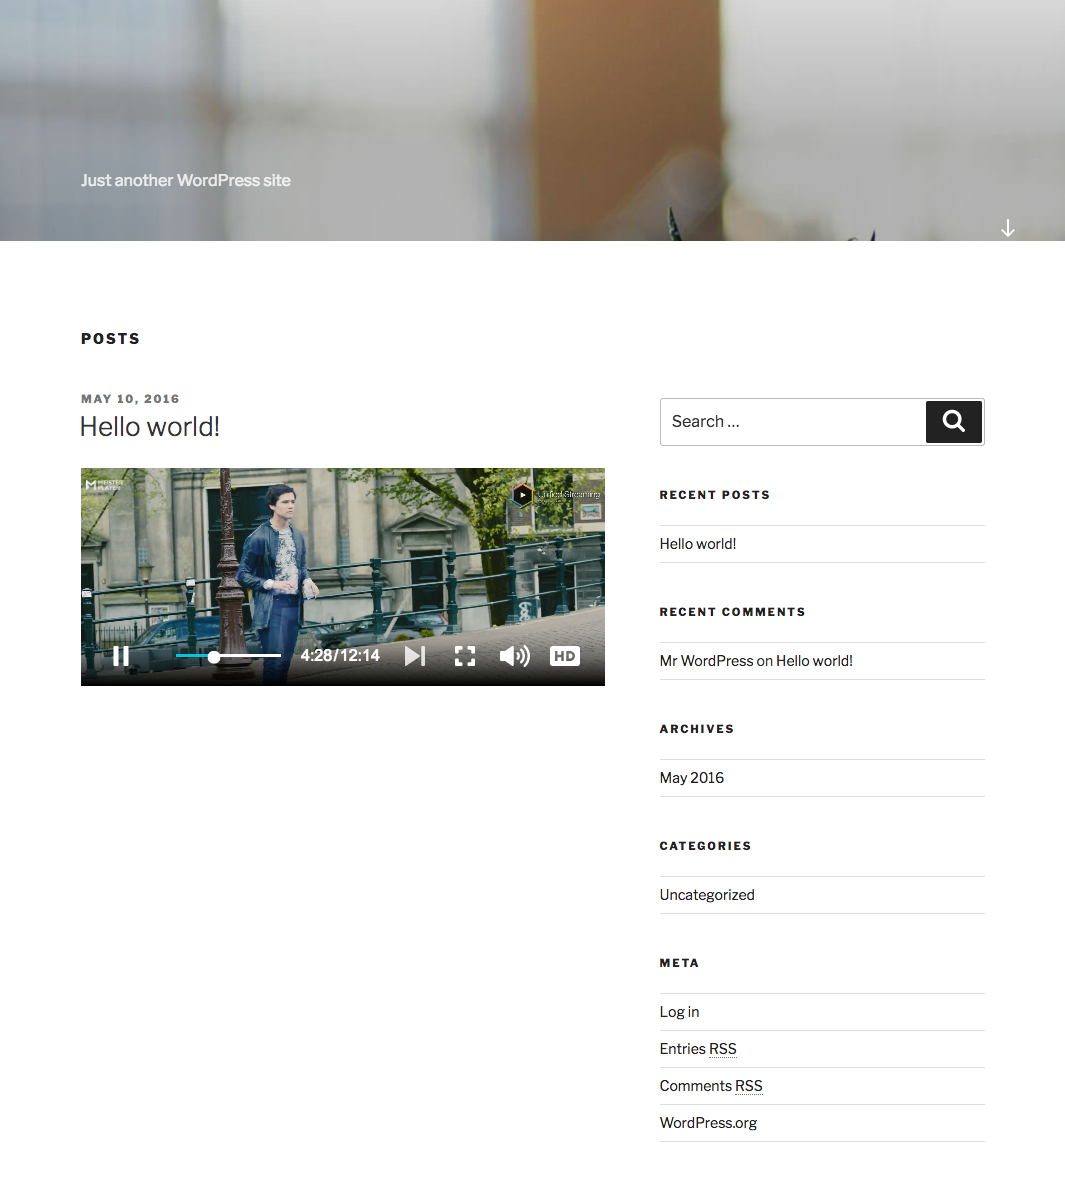 Just another WordPress site
POSTS
MAY 10, 2016
Hello world!
Unified Streaming
4:28/12:14
HD
Search …
RECENT POSTS
Hello world!
RECENT COMMENTS
Mr WordPress on Hello world!
ARCHIVES
May 2016
CATEGORIES
Uncategorized
META
Log in
Entries RSS
Comments RSS
WordPress.org